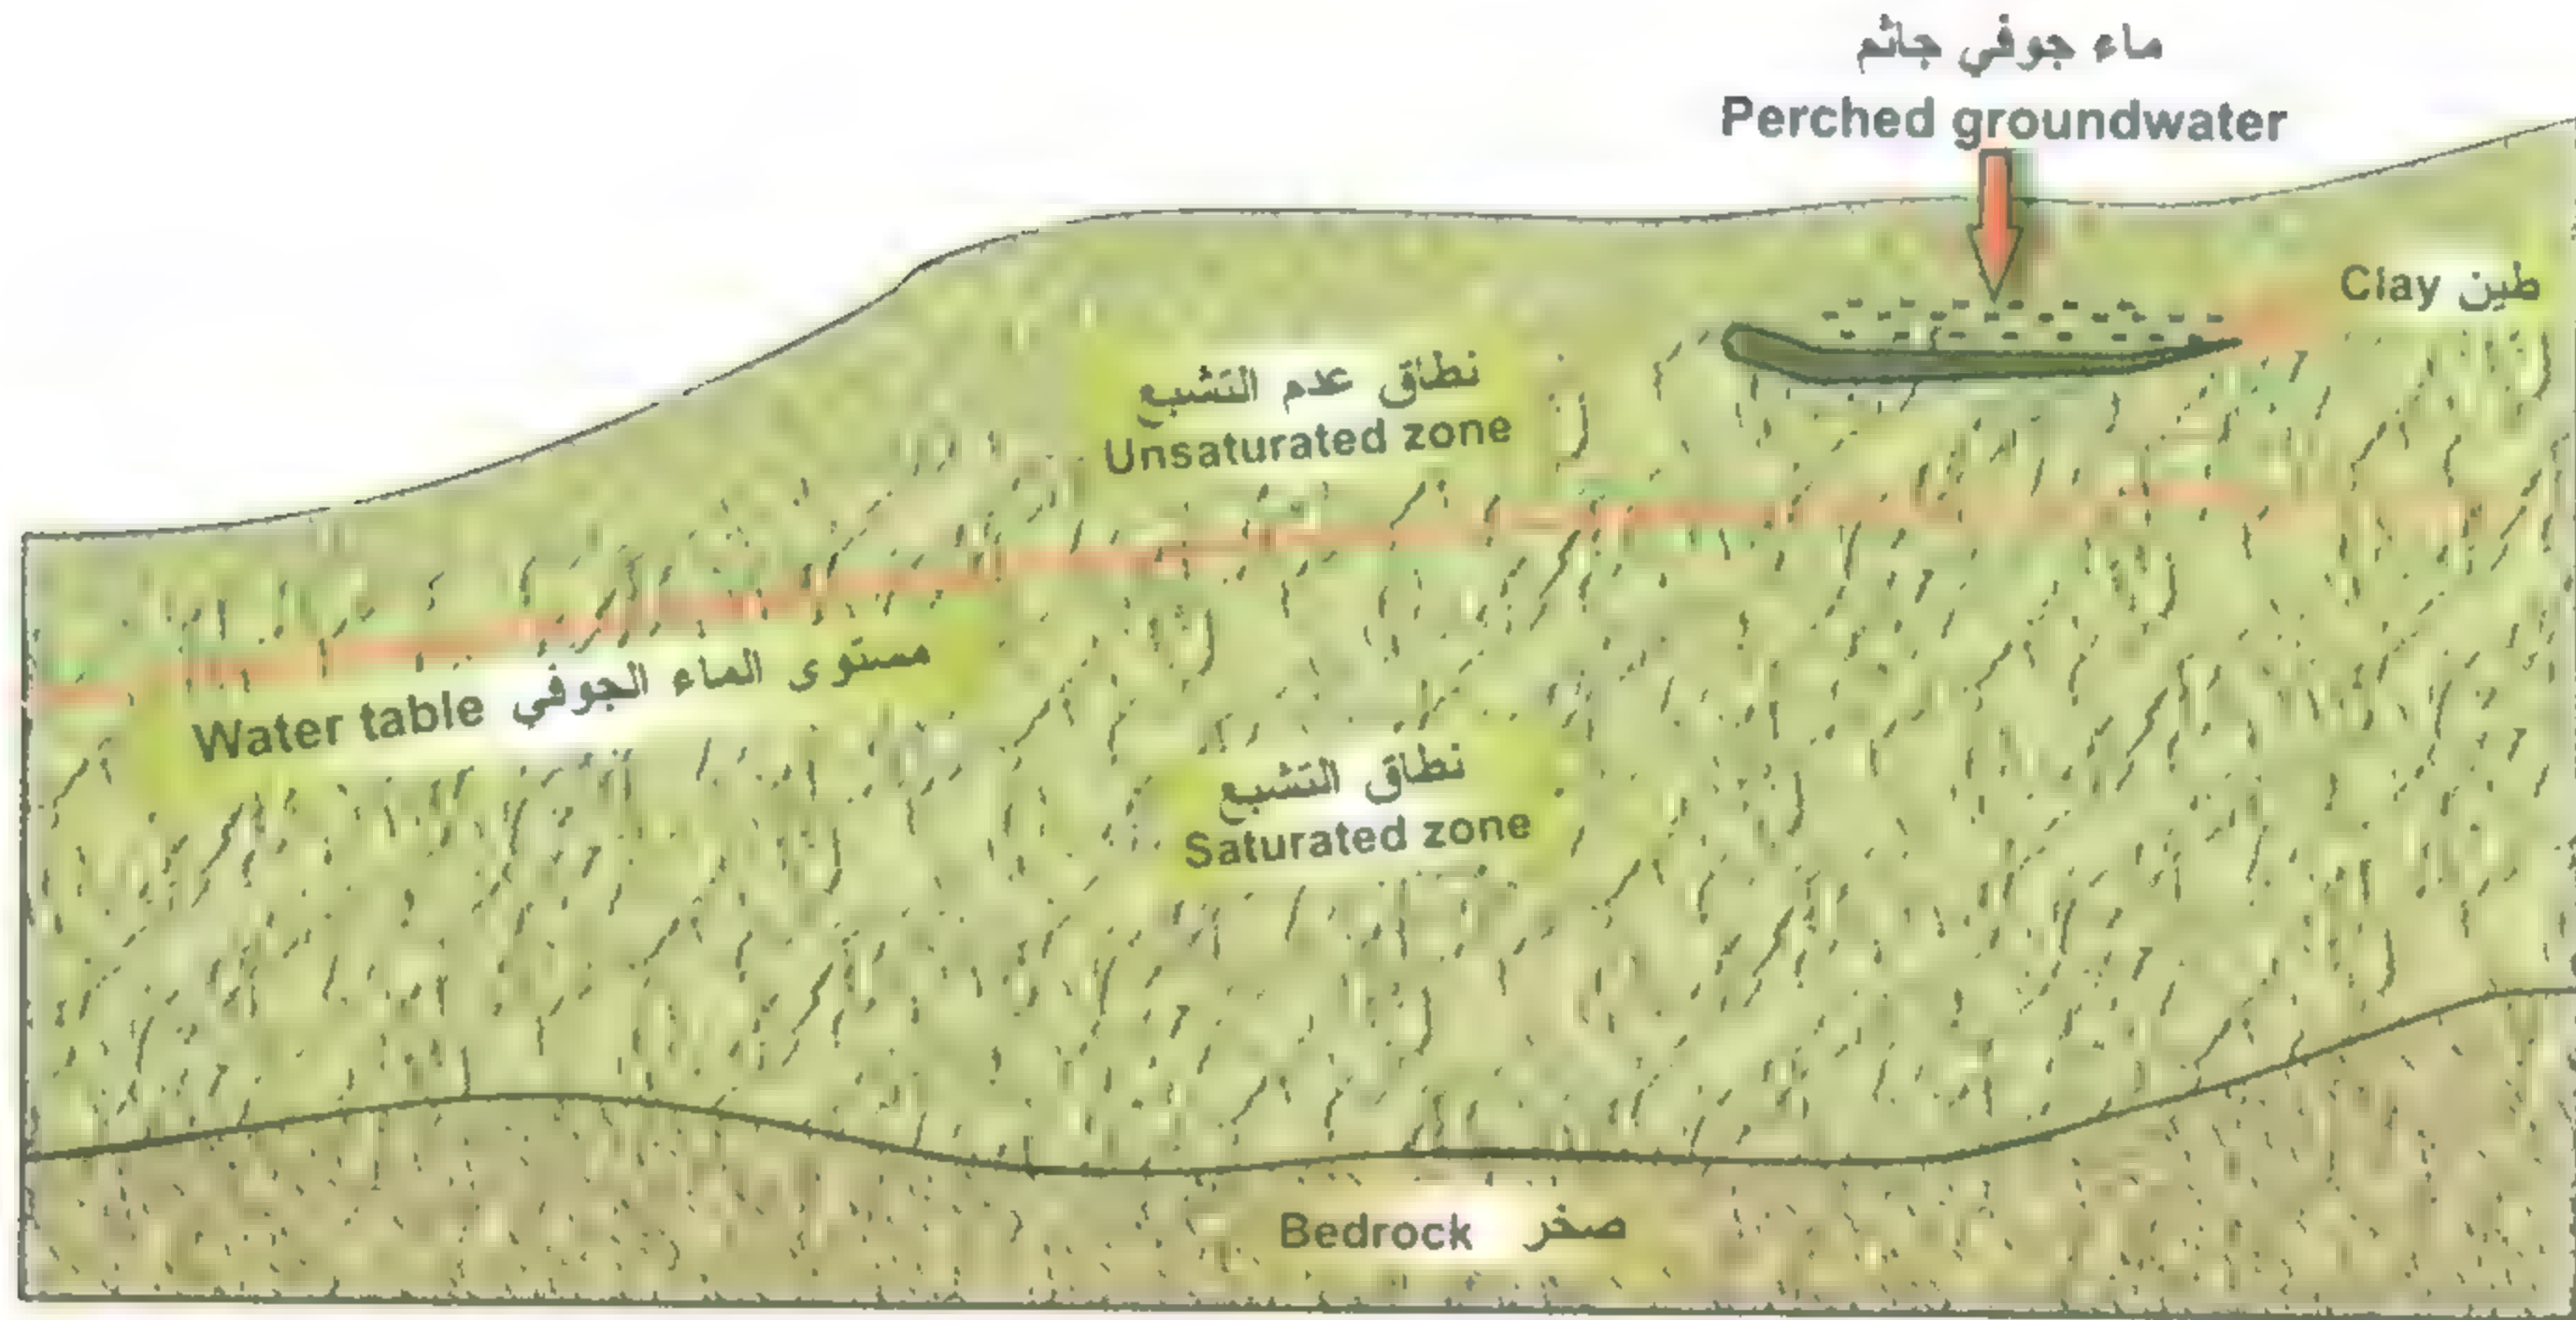 ماء جوفي جاثم
Perched groundwater
Clay طين
نطاق عدم التشبع
Unsaturated zone
Water table مستوى الماء الجوفي
نطاق التشبع
Saturated zone
Bedrock صخر